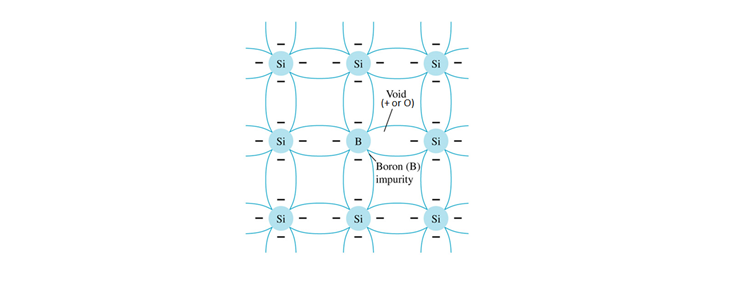 Si Si Si
Void
(+ or O)
Si B Si
Boron (B)
impurity
Si Si Si